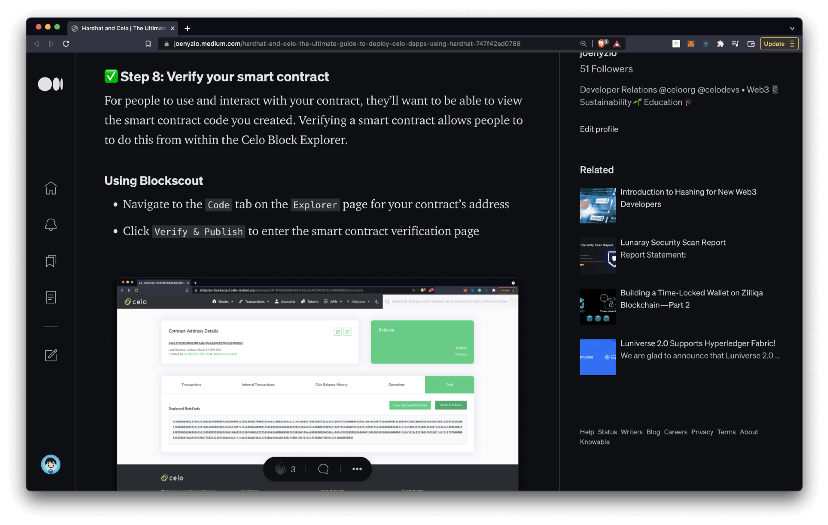 Hardhat and Celo | The Ultimate
joenyzio.medium.com/hardhat-and-celo-the-ultimate-guide-to-deploy-celo-dapps-using-hardhat-747f42ad0788
Update
✅ Step 8: Verify your smart contract
For people to use and interact with your contract, they’ll want to be able to view
the smart contract code you created. Verifying a smart contract allows people to
to do this from within the Celo Block Explorer.
Using Blockscout
• Navigate to the Code tab on the Explorer page for your contract’s address
• Click Verify & Publish to enter the smart contract verification page
celo
Blocks
Transactions
Accounts
Tokens
APIs
Contract Address Details
Balance
Transactions
Internal Transactions
Coin Balance History
Decompile
Code
celo
3
joenyzio
51 Followers
Developer Relations @celoorg @celodevs • Web3
Sustainability 🌱 Education 🎓
Edit profile
Related
Introduction to Hashing for New Web3
Developers
Lunaray Security Scan Report
Report Statement:
Building a Time-Locked Wallet on Zilliqa
Blockchain — Part 2
Luniverse 2.0 Supports Hyperledger Fabric!
We are glad to announce that Luniverse 2.0 ...
Help Status Writers Blog Careers Privacy Terms About
Knowable